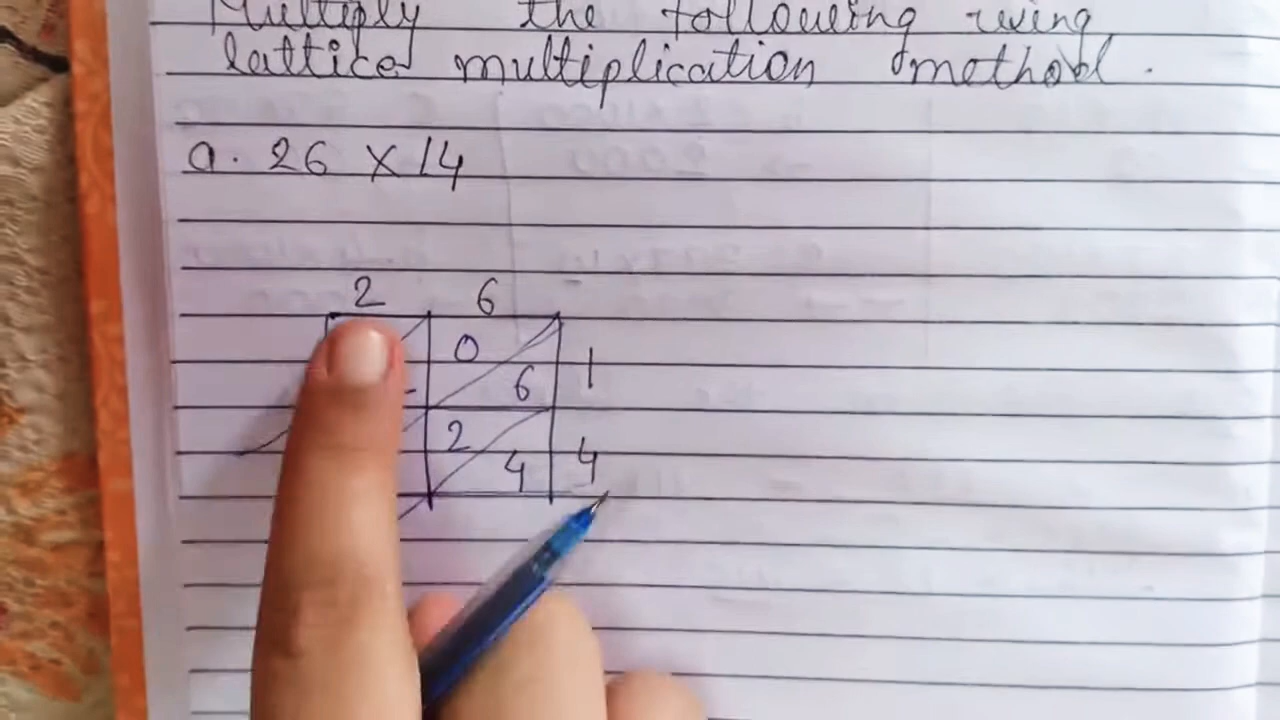 Multiply the following using
lattice multiplication method.
a. 26 × 14
2 6
0
6 1
2
4 4